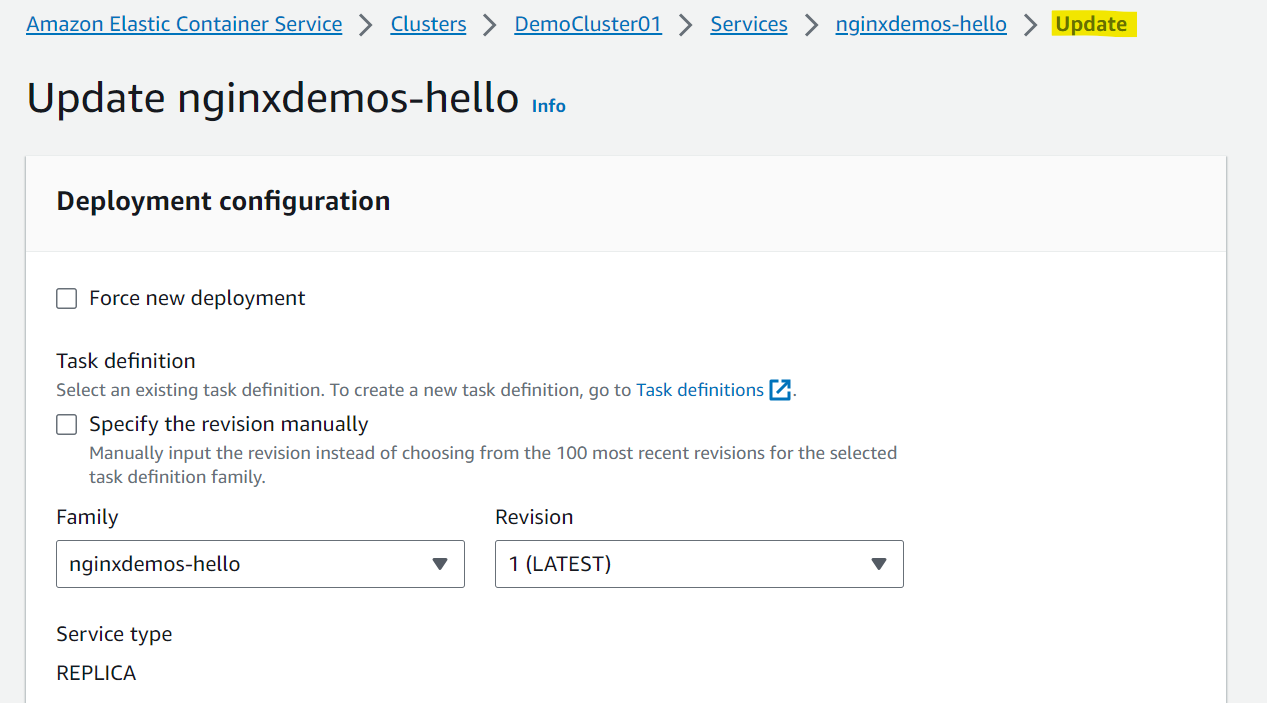 Amazon Elastic Container Service > Clusters > DemoCluster01 > Services > nginxdemos-hello > Update
Update nginxdemos-hello Info
Deployment configuration
Force new deployment
Task definition
Select an existing task definition. To create a new task definition, go to Task definitions.
Specify the revision manually
Manually input the revision instead of choosing from the 100 most recent revisions for the selected
task definition family.
Family Revision
nginxdemos-hello 1 (LATEST)
Service type
REPLICA